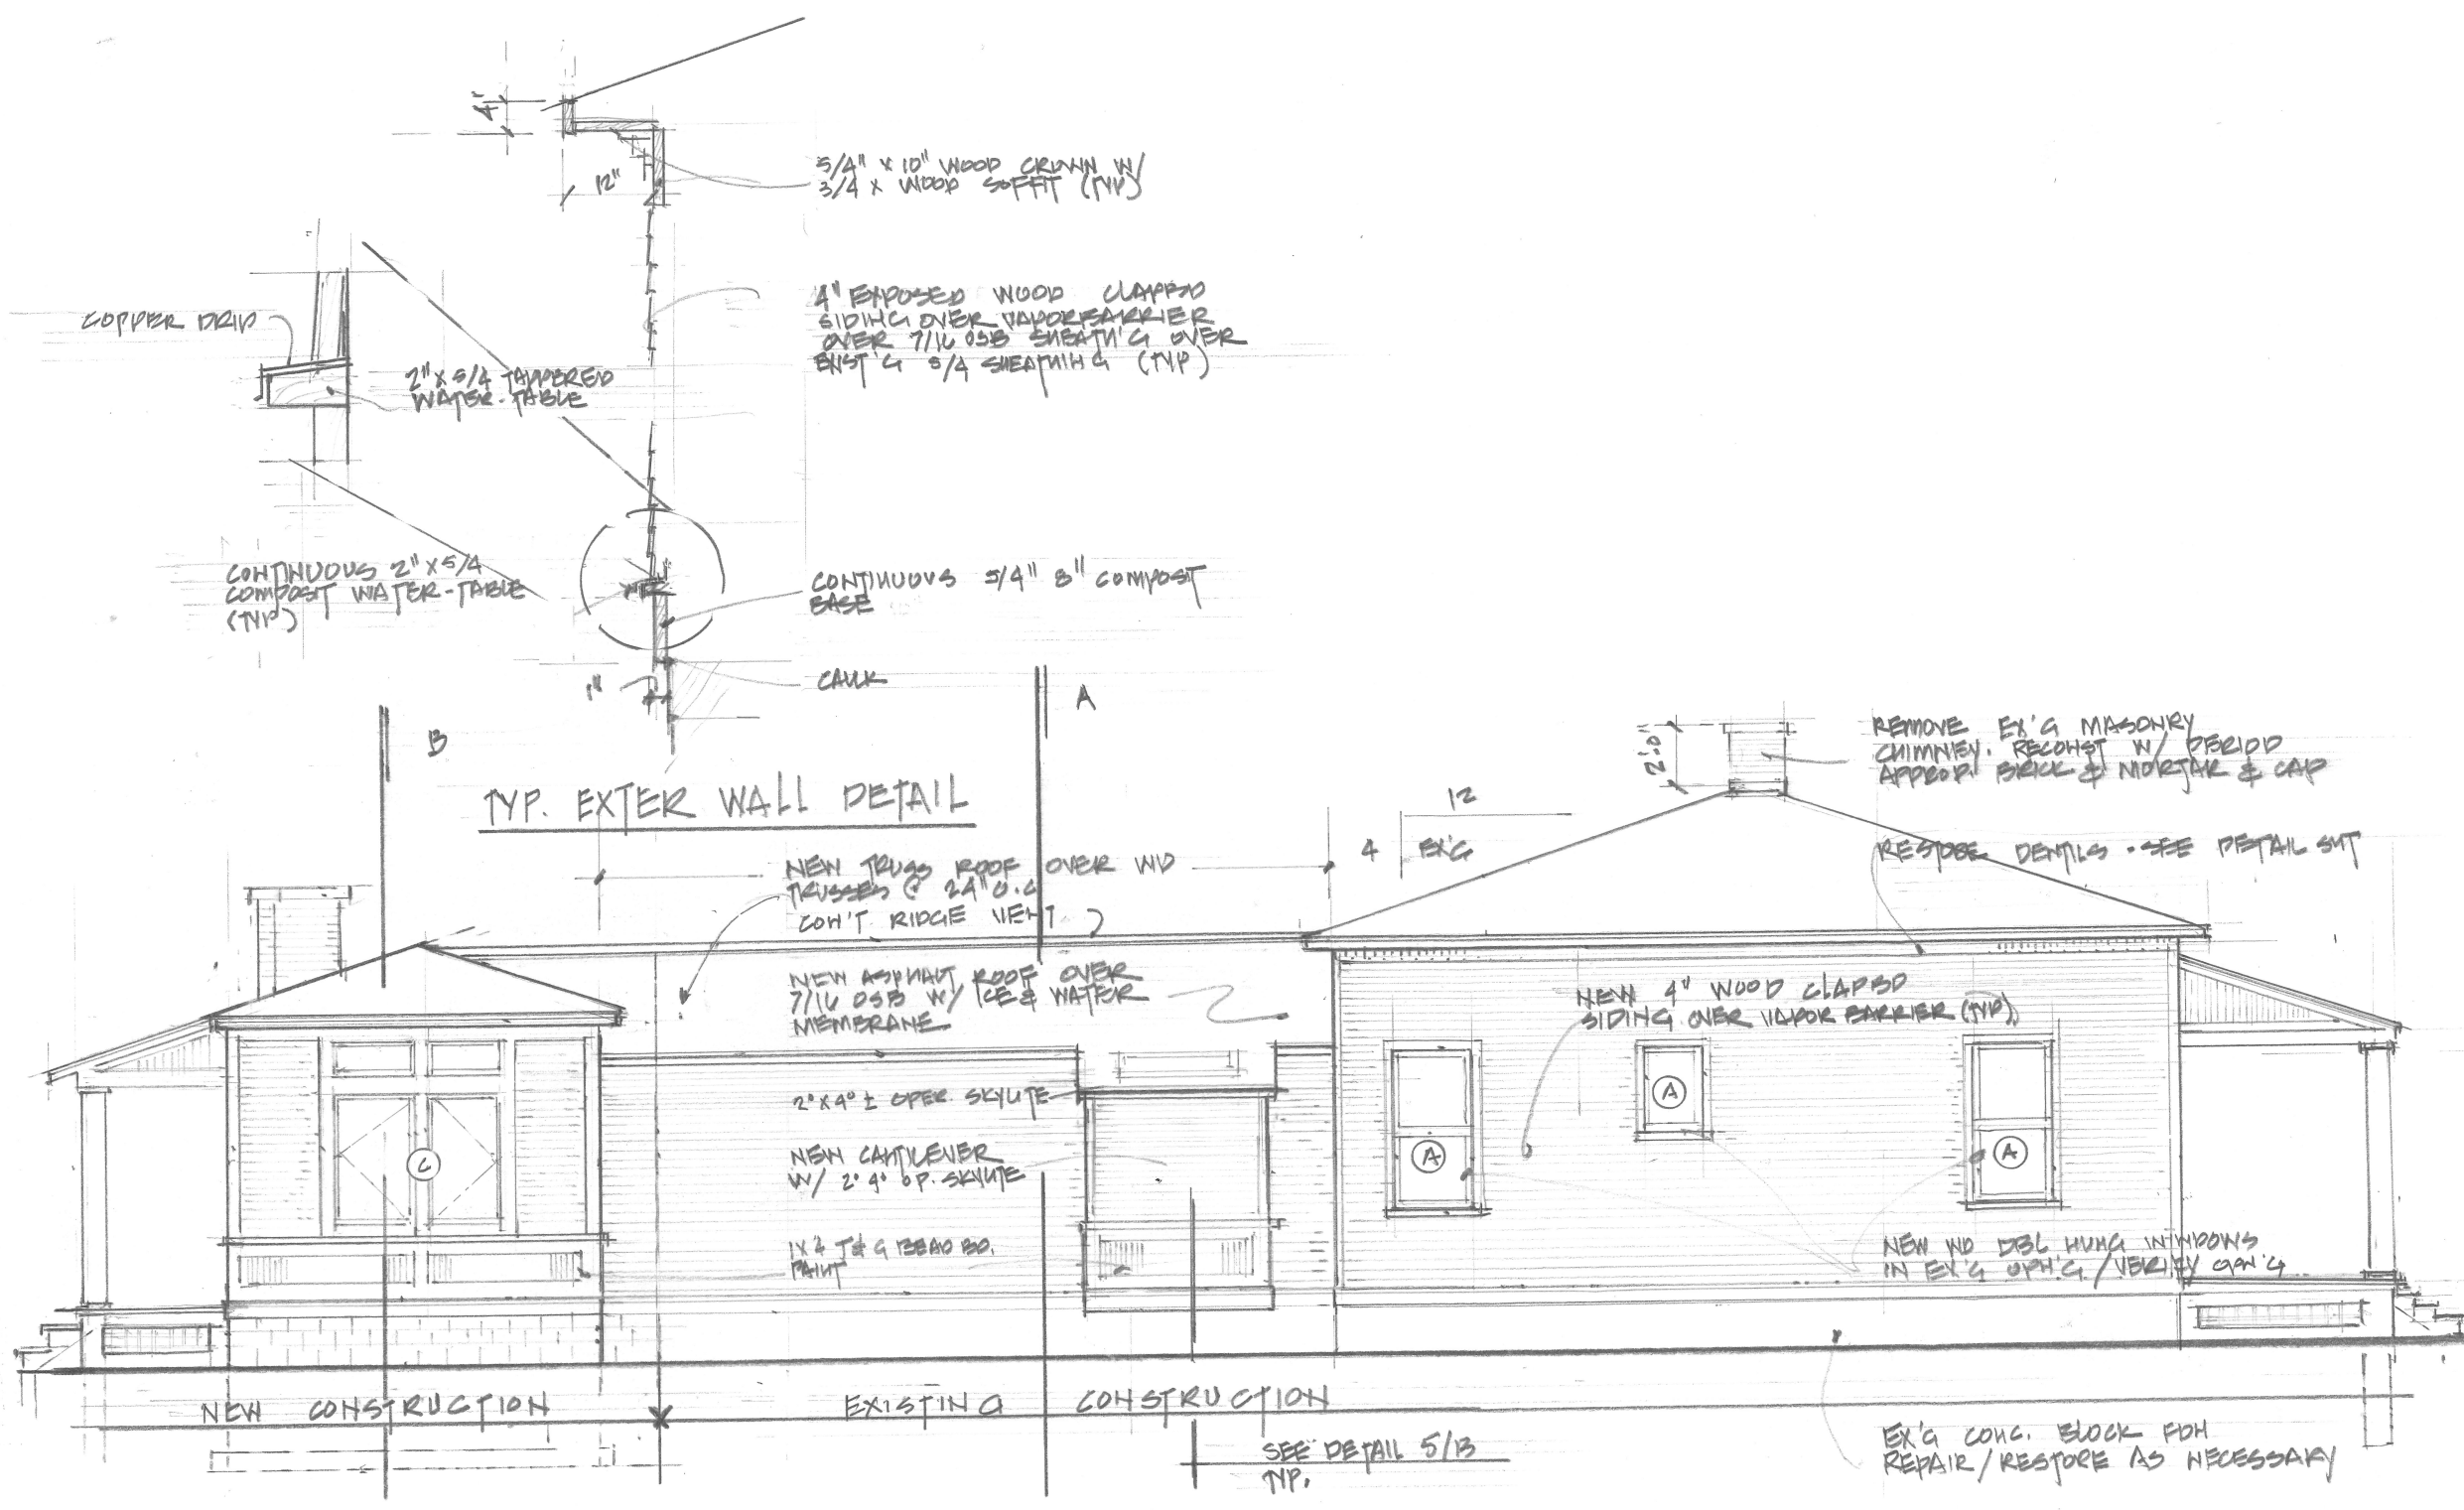 4"
12"
5/4" X 10" WOOD CROWN W/
3/4 X WOOD SOFFIT (TYP)
4" EXPOSED WOOD CLAPBD
SIDING OVER VAPORBARRIER
OVER 7/16 OSB SHEATH'G OVER
EXIST'G 5/4 SHEATHING (TYP)
COPPER DRIP
2" X 5/4 TAPPERED
WATER-TABLE
CONTINUOUS 2" X 5/4
COMPOSIT WATER-TABLE
(TYP)
CONTINUOUS 5/4" 8" COMPOSIT
BASE
CAULK
1"
A
B
TYP. EXTER WALL DETAIL
2'.0"
REMOVE EX'G MASONRY
CHIMNEY. RECONST W/ PERIOD
APPROP. BRICK & MORTAR & CAP
12
4 EX'G
RESTORE DENTILS - SEE DETAIL SHT
NEW TRUSS ROOF OVER WD
TRUSSES @ 24" O.C
CON'T RIDGE VENT
NEW ASPHALT ROOF OVER
7/16 OSB W/ ICE & WATER
MEMBRANE
NEW 4" WOOD CLAPBD
SIDING OVER VAPOR BARRIER (TYP)
2° X 4° ± OPER. SKYLITE
NEW CANTILEVER
W/ 2° 4° OP. SKYLITE
1X4 T&G BEAD BD.
PAINT
C
A
A
A
NEW WD DBL HUNG WINDOWS
IN EX'G OPN'G / VERIFY OPN'G
NEW CONSTRUCTION
EXISTING CONSTRUCTION
SEE DETAIL 5/13
TYP.
EX'G CONC. BLOCK FDN
REPAIR/RESTORE AS NECESSARY